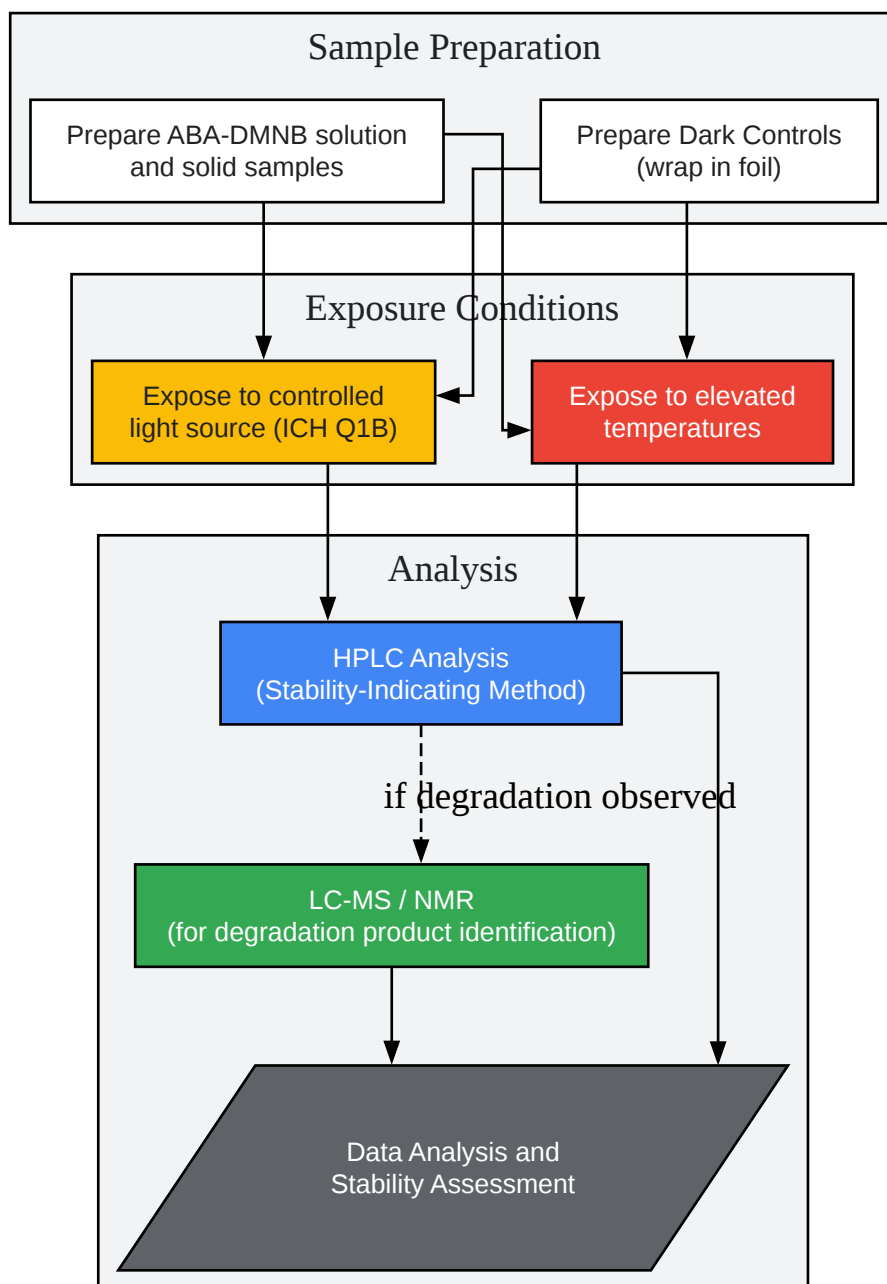 Sample Preparation
Prepare ABA-DMNB solution
and solid samples
Prepare Dark Controls
(wrap in foil)
Exposure Conditions
Expose to controlled
light source (ICH Q1B)
Expose to elevated
temperatures
Analysis
HPLC Analysis
(Stability-Indicating Method)
if degradation observed
LC-MS / NMR
(for degradation product identification)
Data Analysis and
Stability Assessment